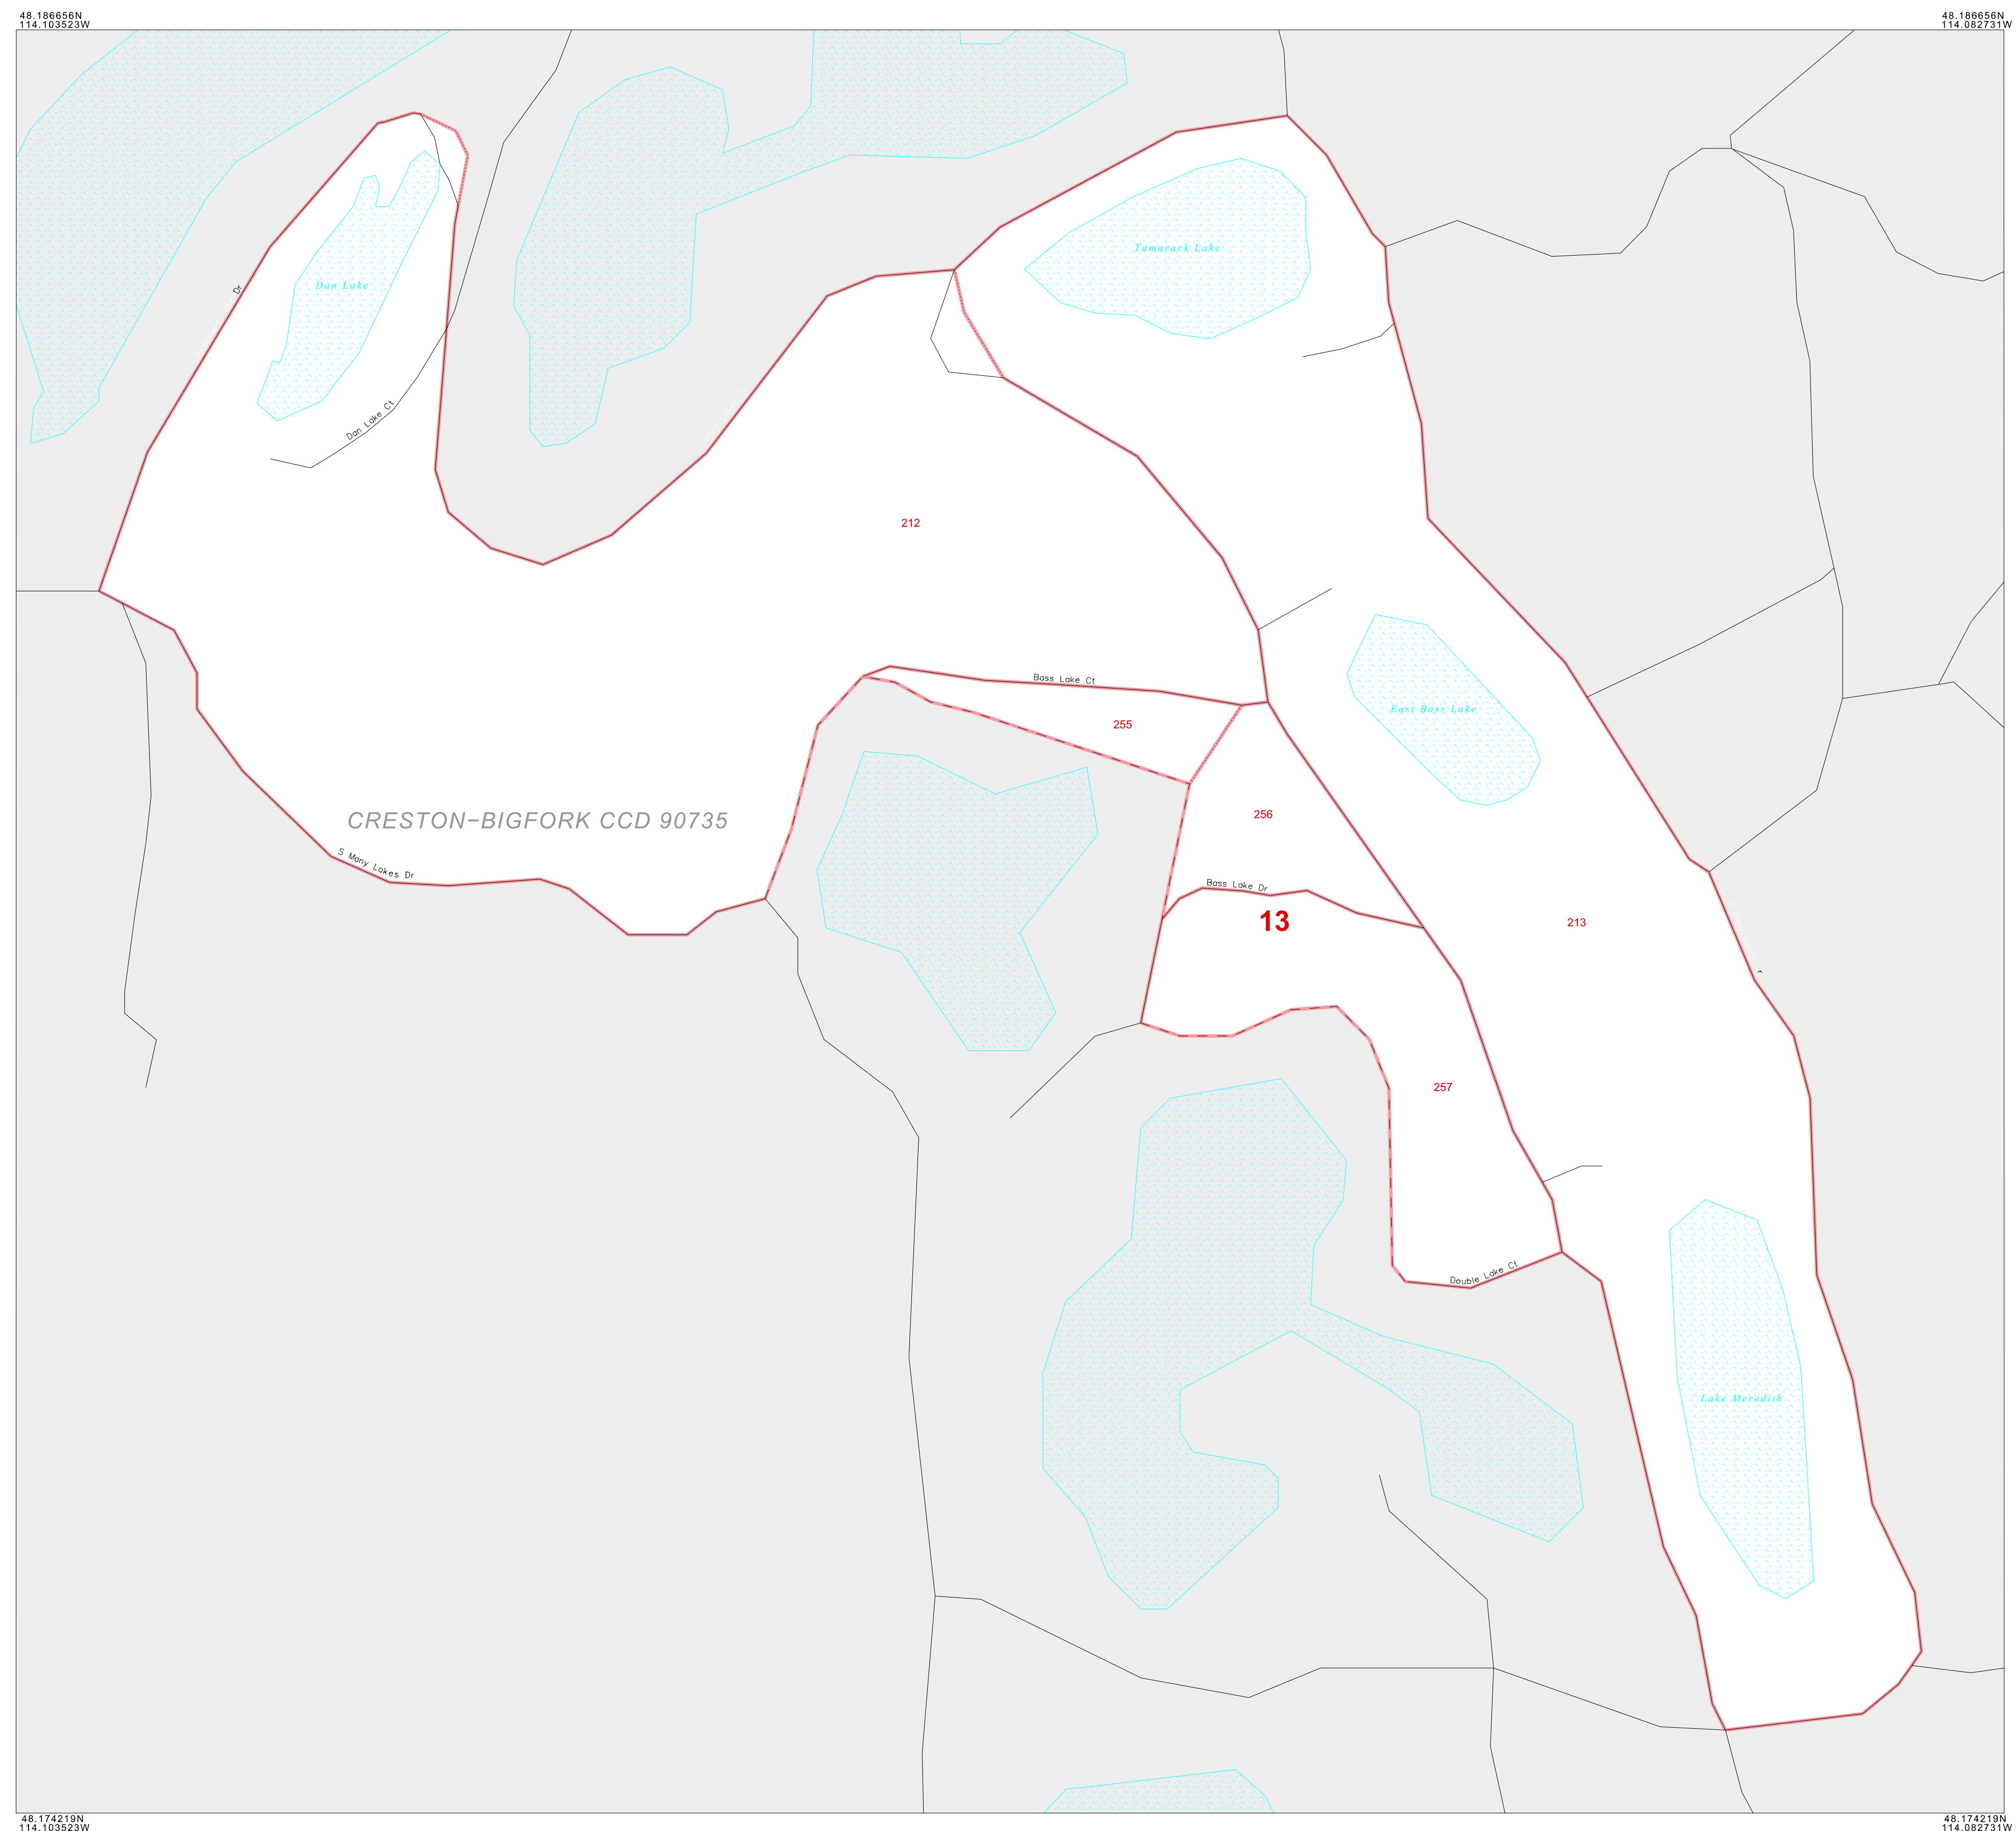 48.186656N
114.103523W
48.186656N
114.082731W
Tamarack Lake
Dan Lake
Dr
Dan Lake Ct
212
Bass Lake Ct
East Bass Lake
255
256
CRESTON-BIGFORK CCD 90735
S Many Lakes Dr
Bass Lake Dr
13
213
257
Double Lake Ct
Lake Meredith
48.174219N
114.103523W
48.174219N
114.082731W